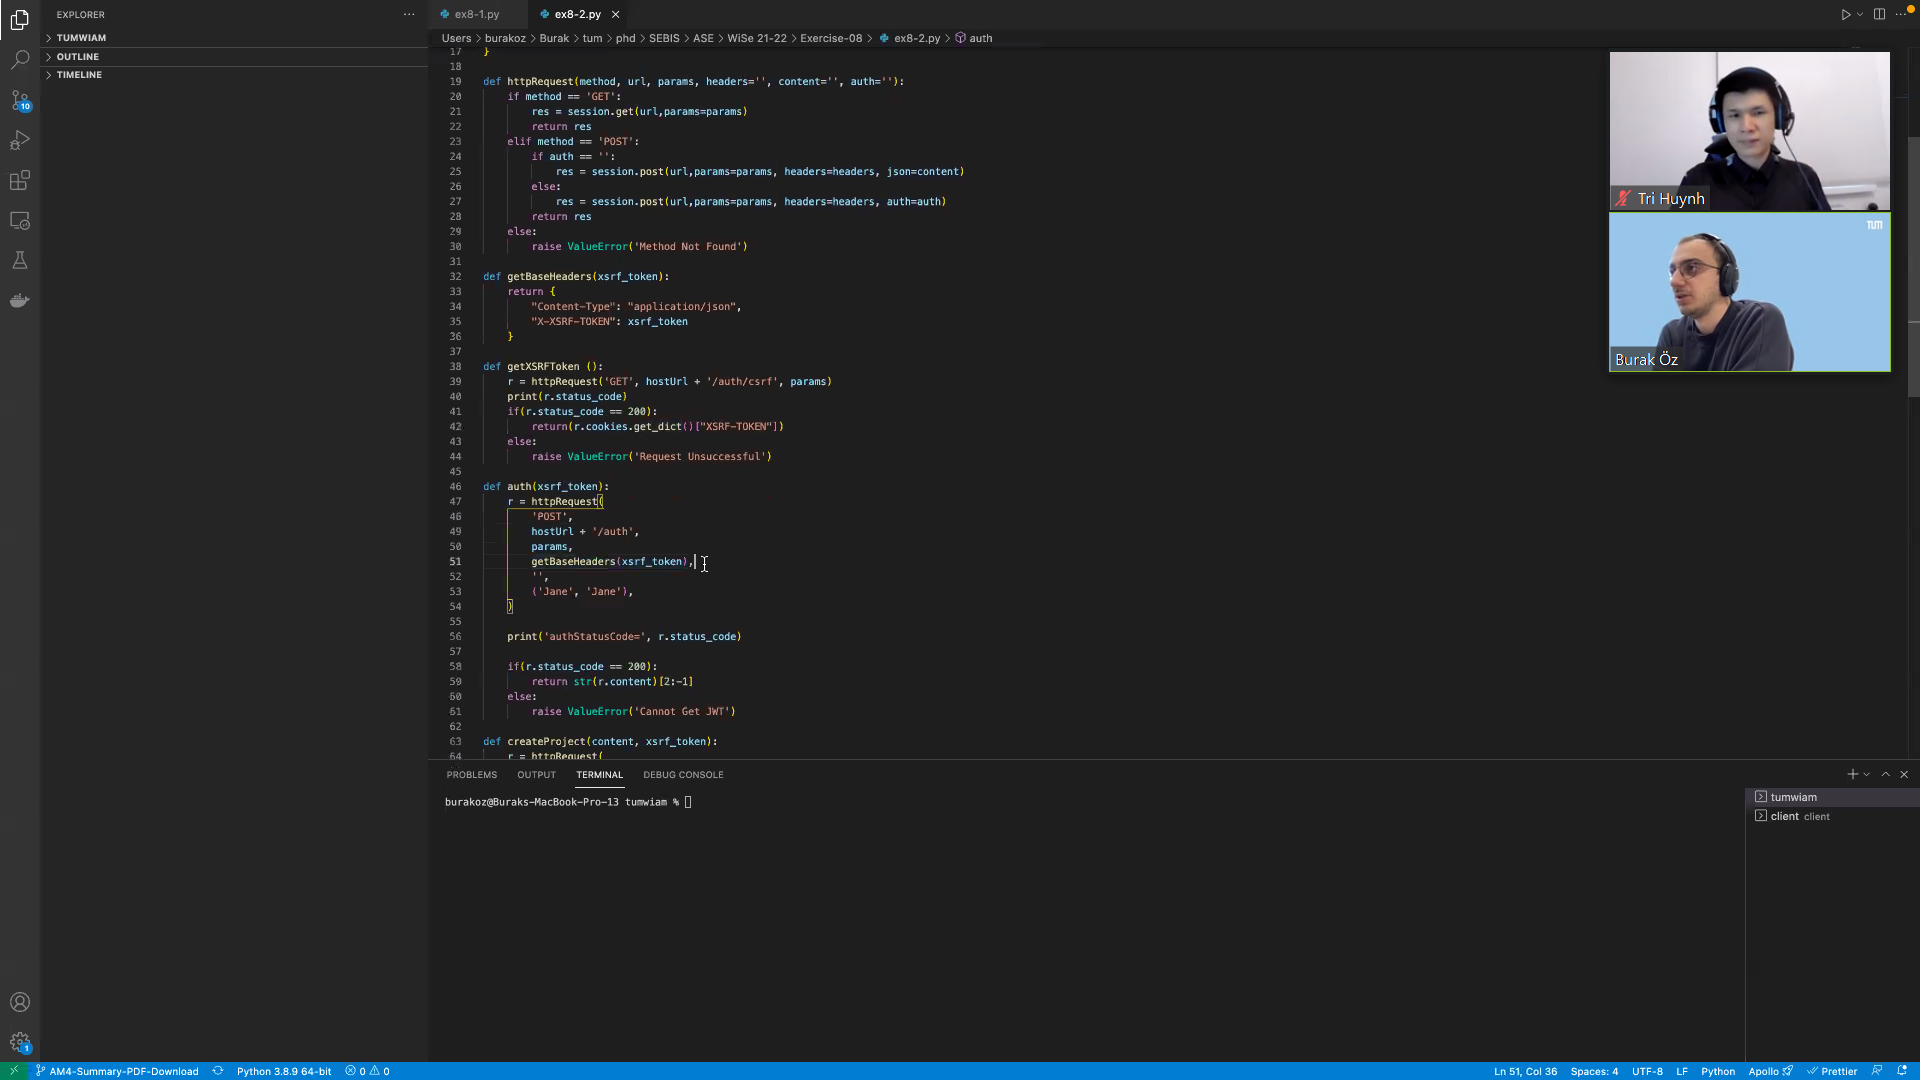 EXPLORER
TUMWIAM
OUTLINE
TIMELINE
ex8-1.py
ex8-2.py
Users > burakoz > Burak > tum > phd > SEBIS > ASE > WiSe 21-22 > Exercise-08 > ex8-2.py > auth
17 }
18
19 def httpRequest(method, url, params, headers='', content='', auth=''):
20     if method == 'GET':
21         res = session.get(url,params=params)
22         return res
23     elif method == 'POST':
24         if auth == '':
25             res = session.post(url,params=params, headers=headers, json=content)
26         else:
27             res = session.post(url,params=params, headers=headers, auth=auth)
28         return res
29     else:
30         raise ValueError('Method Not Found')
31
32 def getBaseHeaders(xsrf_token):
33     return {
34         "Content-Type": "application/json",
35         "X-XSRF-TOKEN": xsrf_token
36     }
37
38 def getXSRFToken ():
39     r = httpRequest('GET', hostUrl + '/auth/csrf', params)
40     print(r.status_code)
41     if(r.status_code == 200):
42         return(r.cookies.get_dict()["XSRF-TOKEN"])
43     else:
44         raise ValueError('Request Unsuccessful')
45
46 def auth(xsrf_token):
47     r = httpRequest(
48         'POST',
49         hostUrl + '/auth',
50         params,
51         getBaseHeaders(xsrf_token),
52         '',
53         ('Jane', 'Jane'),
54     )
55
56     print('authStatusCode=', r.status_code)
57
58     if(r.status_code == 200):
59         return str(r.content)[2:-1]
60     else:
61         raise ValueError('Cannot Get JWT')
62
63 def createProject(content, xsrf_token):
64     r = httpRequest(
Tri Huynh
TUM
Burak Öz
PROBLEMS OUTPUT TERMINAL DEBUG CONSOLE
burakoz@Buraks-MacBook-Pro-13 tumwiam %
tumwiam
client client
10
1
AM4-Summary-PDF-Download Python 3.8.9 64-bit 0 0 Ln 51, Col 36 Spaces: 4 UTF-8 LF Python Apollo Prettier